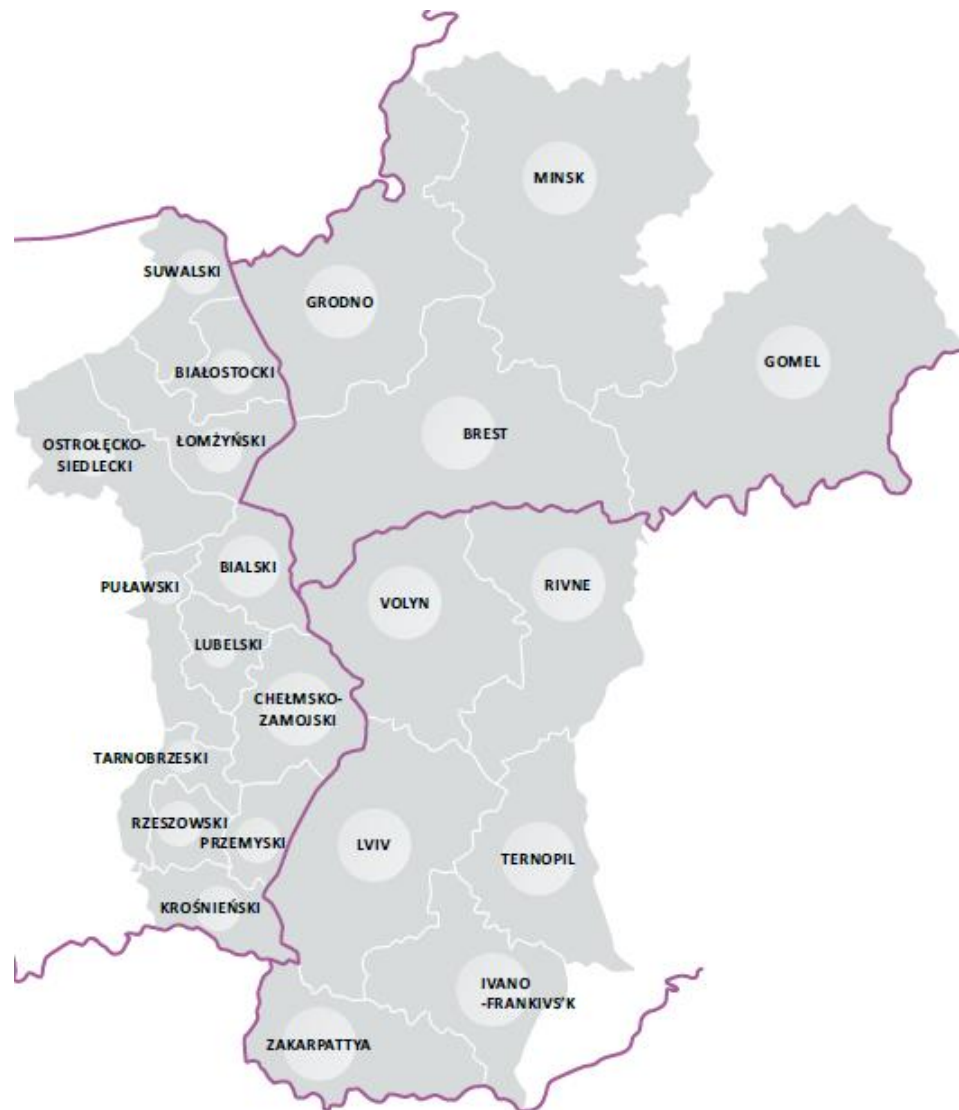 MINSK
SUWALSKI
GRODNO
BIAŁOSTOCKI
GOMEL
OSTROŁĘCKO-
SIEDLECKI
ŁOMŻYŃSKI
BREST
BIALSKI
PUŁAWSKI
VOLYN
RIVNE
LUBELSKI
CHEŁMSKO-
ZAMOJSKI
TARNOBRZESKI
RZESZOWSKI
PRZEMYSKI
LVIV
TERNOPIL
KROŚNIEŃSKI
IVANO
-FRANKIVS'K
ZAKARPATTYA